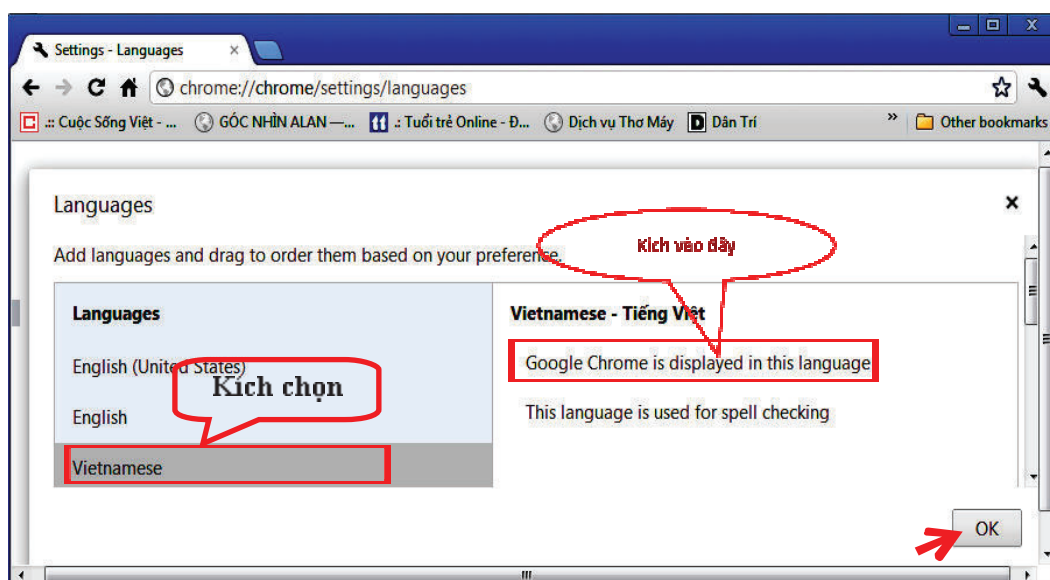 Settings - Languages
chrome://chrome/settings/languages
.:: Cuộc Sống Việt - ... GÓC NHÌN ALAN —... .: Tuổi trẻ Online - Đ... Dịch vụ Thơ Máy Dân Trí » Other bookmarks
Languages
Add languages and drag to order them based on your preference.
Kích vào đây
Languages
Vietnamese - Tiếng Việt
English (United States)
Google Chrome is displayed in this language
Kích chọn
English
This language is used for spell checking
Vietnamese
OK